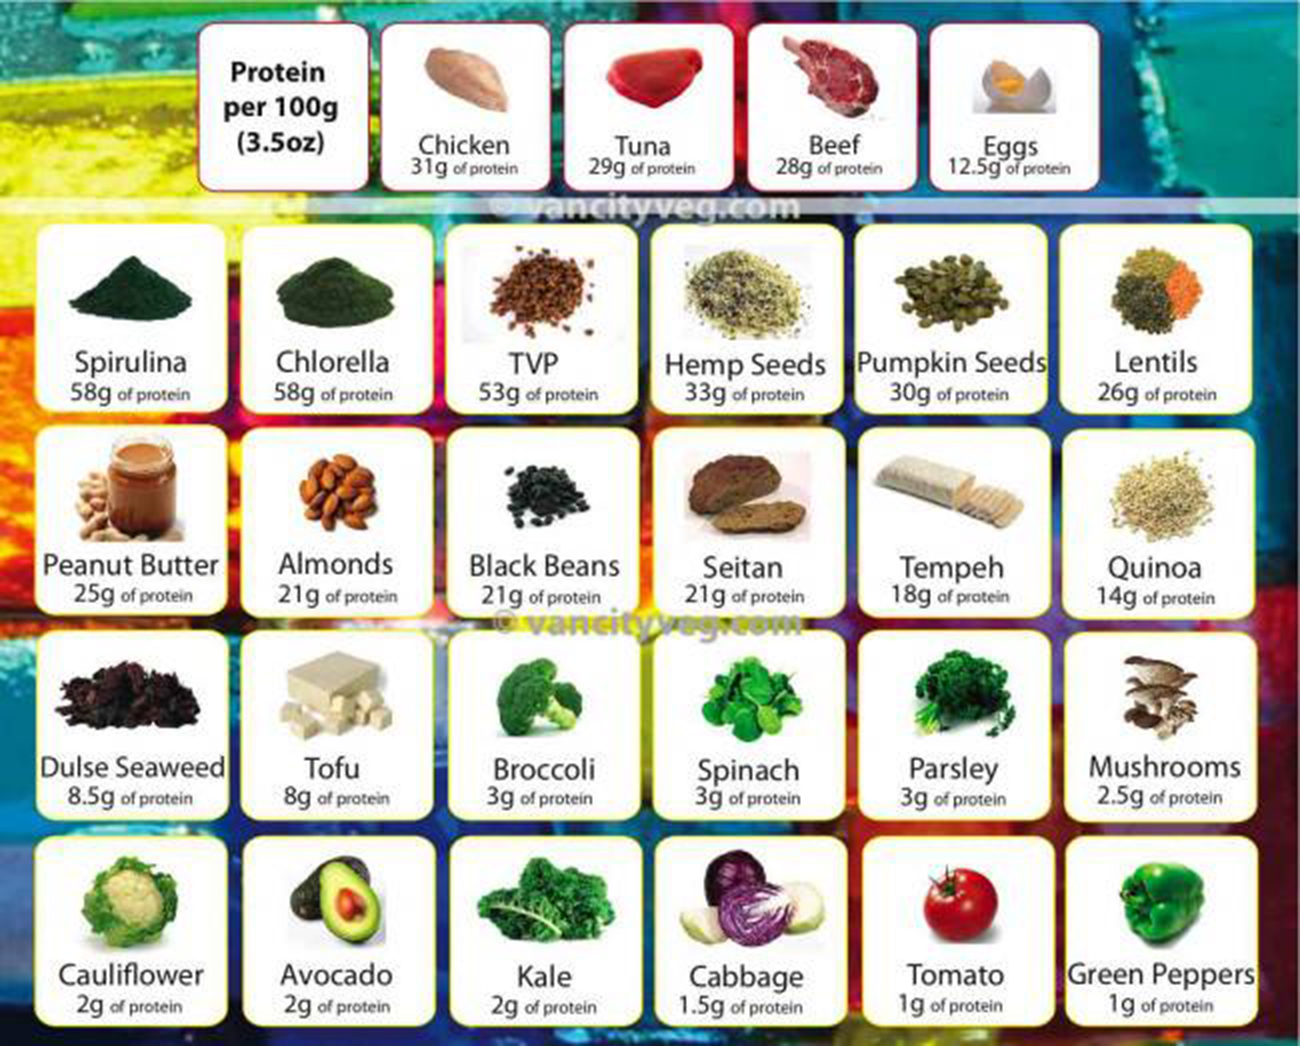 Protein
per 100g
(3.5oz)
Chicken
31g of protein
Tuna
29g of protein
Beef
28g of protein
Eggs
12.5g of protein
© vancityveg.com
Spirulina
58g of protein
Chlorella
58g of protein
TVP
53g of protein
Hemp Seeds
33g of protein
Pumpkin Seeds
30g of protein
Lentils
26g of protein
Peanut Butter
25g of protein
Almonds
21g of protein
Black Beans
21g of protein
Seitan
21g of protein
Tempeh
18g of protein
Quinoa
14g of protein
© vancityveg.com
Dulse Seaweed
8.5g of protein
Tofu
8g of protein
Broccoli
3g of protein
Spinach
3g of protein
Parsley
3g of protein
Mushrooms
2.5g of protein
Cauliflower
2g of protein
Avocado
2g of protein
Kale
2g of protein
Cabbage
1.5g of protein
Tomato
1g of protein
Green Peppers
1g of protein